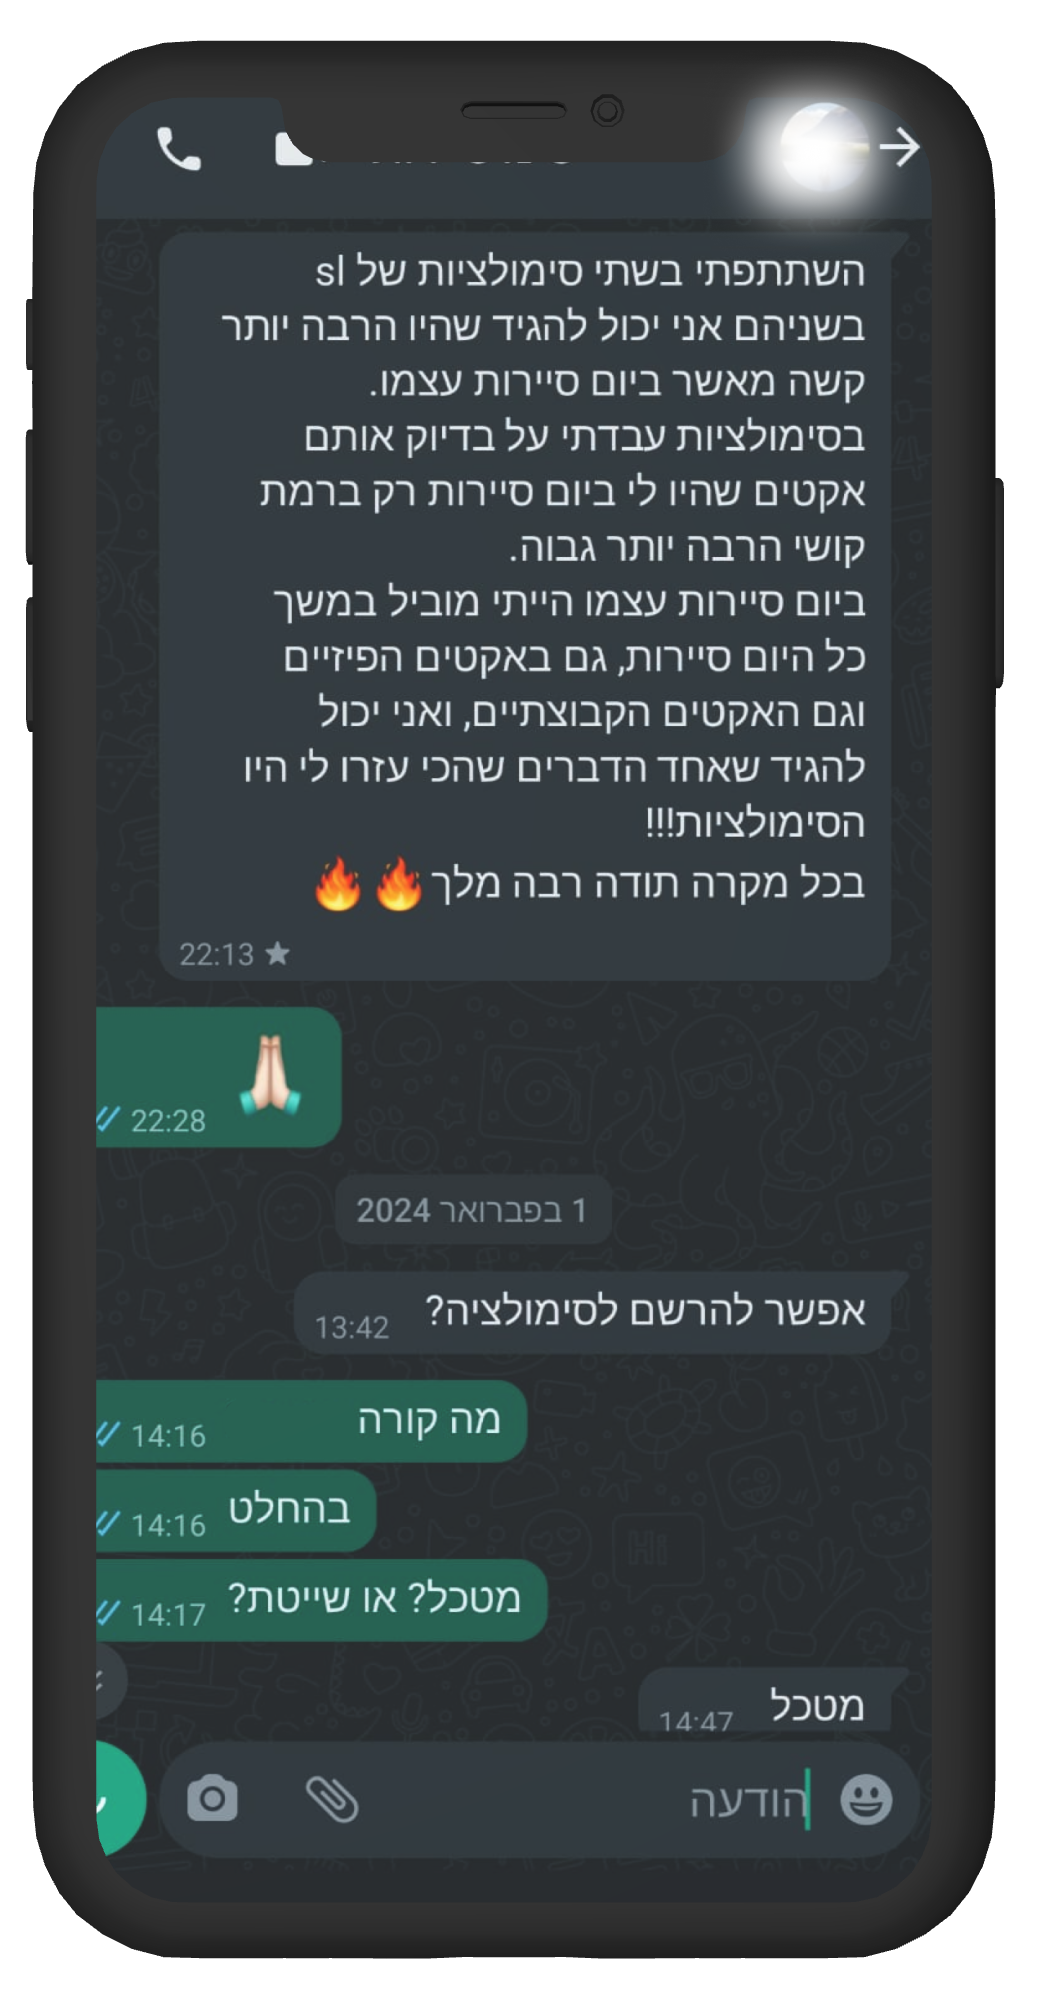 השתתפתי בשתי סימולציות של sl
בשניהם אני יכול להגיד שהיו הרבה יותר
קשה מאשר ביום סיירות עצמו.
בסימולציות עבדתי על בדיוק אותם
אקטים שהיו לי ביום סיירות רק ברמת
קושי הרבה יותר גבוה.
ביום סיירות עצמו הייתי מוביל במשך
כל היום סיירות, גם באקטים הפיזיים
וגם האקטים הקבוצתיים, ואני יכול
להגיד שאחד הדברים שהכי עזרו לי היו
הסימולציות!!!
בכל מקרה תודה רבה מלך 🔥🔥
22:13
🙏🏻
22:28
1 בפברואר 2024
אפשר להרשם לסימולציה?
13:42
מה קורה
14:16
בהחלט
14:16
מטכל? או שייטת?
14:17
מטכל
14:47
הודעה